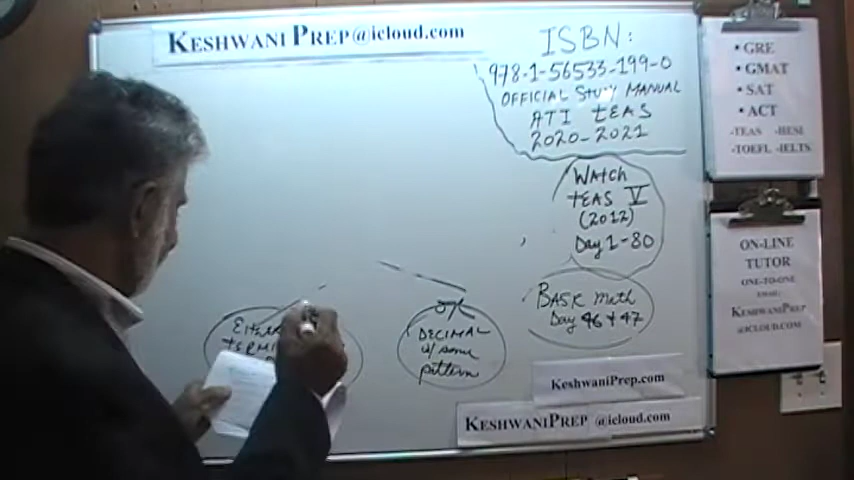 KESHWANI PREP@icloud.com
ISBN:
978-1-56533-199-0
OFFICIAL STUDY MANUAL
ATI TEAS
2020-2021
WATCH
TEAS V
(2012)
Day 1-80
BASIC Math
Day 46 + 47
DECIMAL
w/ some
pattern
KESHWANIPREP.com
KESHWANIPREP @icloud.com
• GRE
• GMAT
• SAT
• ACT
-TEAS -HESI
-TOEFL -IELTS
ON-LINE
TUTOR
ONE-TO-ONE
EMAIL:
KESHWANIPREP
@ICLOUD.COM